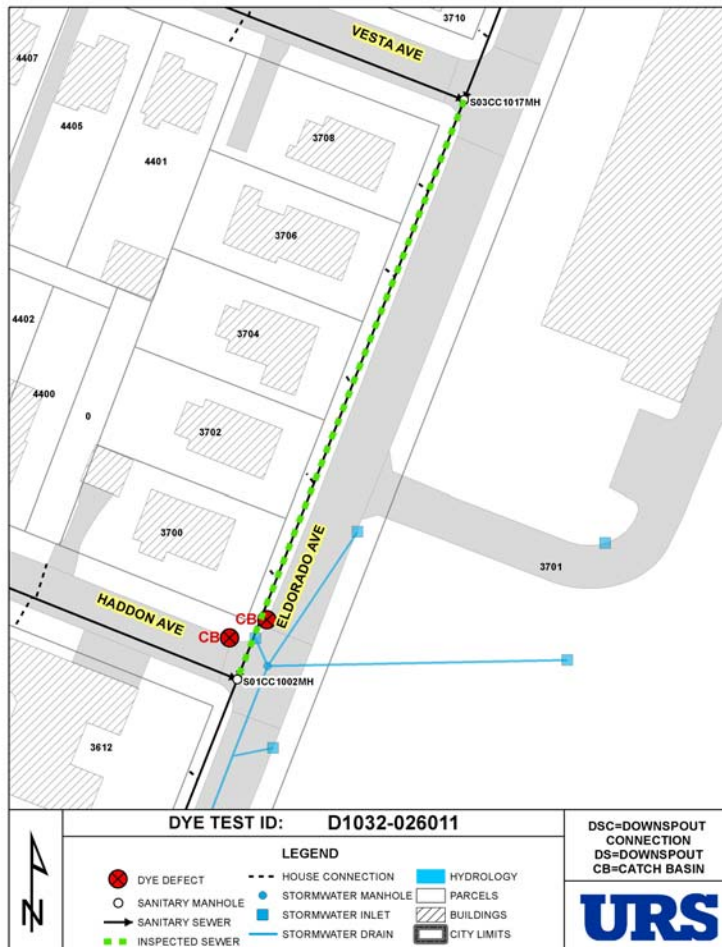 3710
VESTA AVE
4407
4405
4401
S03CC1017MH
3708
3706
4402
3704
4400
0
3702
3700
ELDORADO AVE
3701
HADDON AVE
CB
CB
S01CC1002MH
3612
DYE TEST ID: D1032-026011
LEGEND
DYE DEFECT
SANITARY MANHOLE
SANITARY SEWER
INSPECTED SEWER
HOUSE CONNECTION
STORMWATER MANHOLE
STORMWATER INLET
STORMWATER DRAIN
HYDROLOGY
PARCELS
BUILDINGS
CITY LIMITS
DSC=DOWNSPOUT
CONNECTION
DS=DOWNSPOUT
CB=CATCH BASIN
URS
N